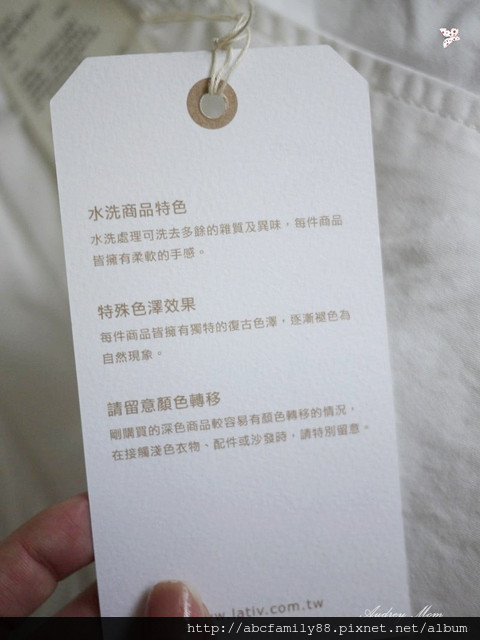 水洗商品特色
水洗處理可洗去多餘的雜質及異味，每件商品
皆擁有柔軟的手感。
特殊色澤效果
每件商品皆擁有獨特的復古色澤，逐漸褪色為
自然現象。
請留意顏色轉移
剛購買的深色商品較容易有顏色轉移的情況，
在接觸淺色衣物、配件或沙發時，請特別留意。
www.lativ.com.tw
Audrey Mom
http://abcfamily88.pixnet.net/album